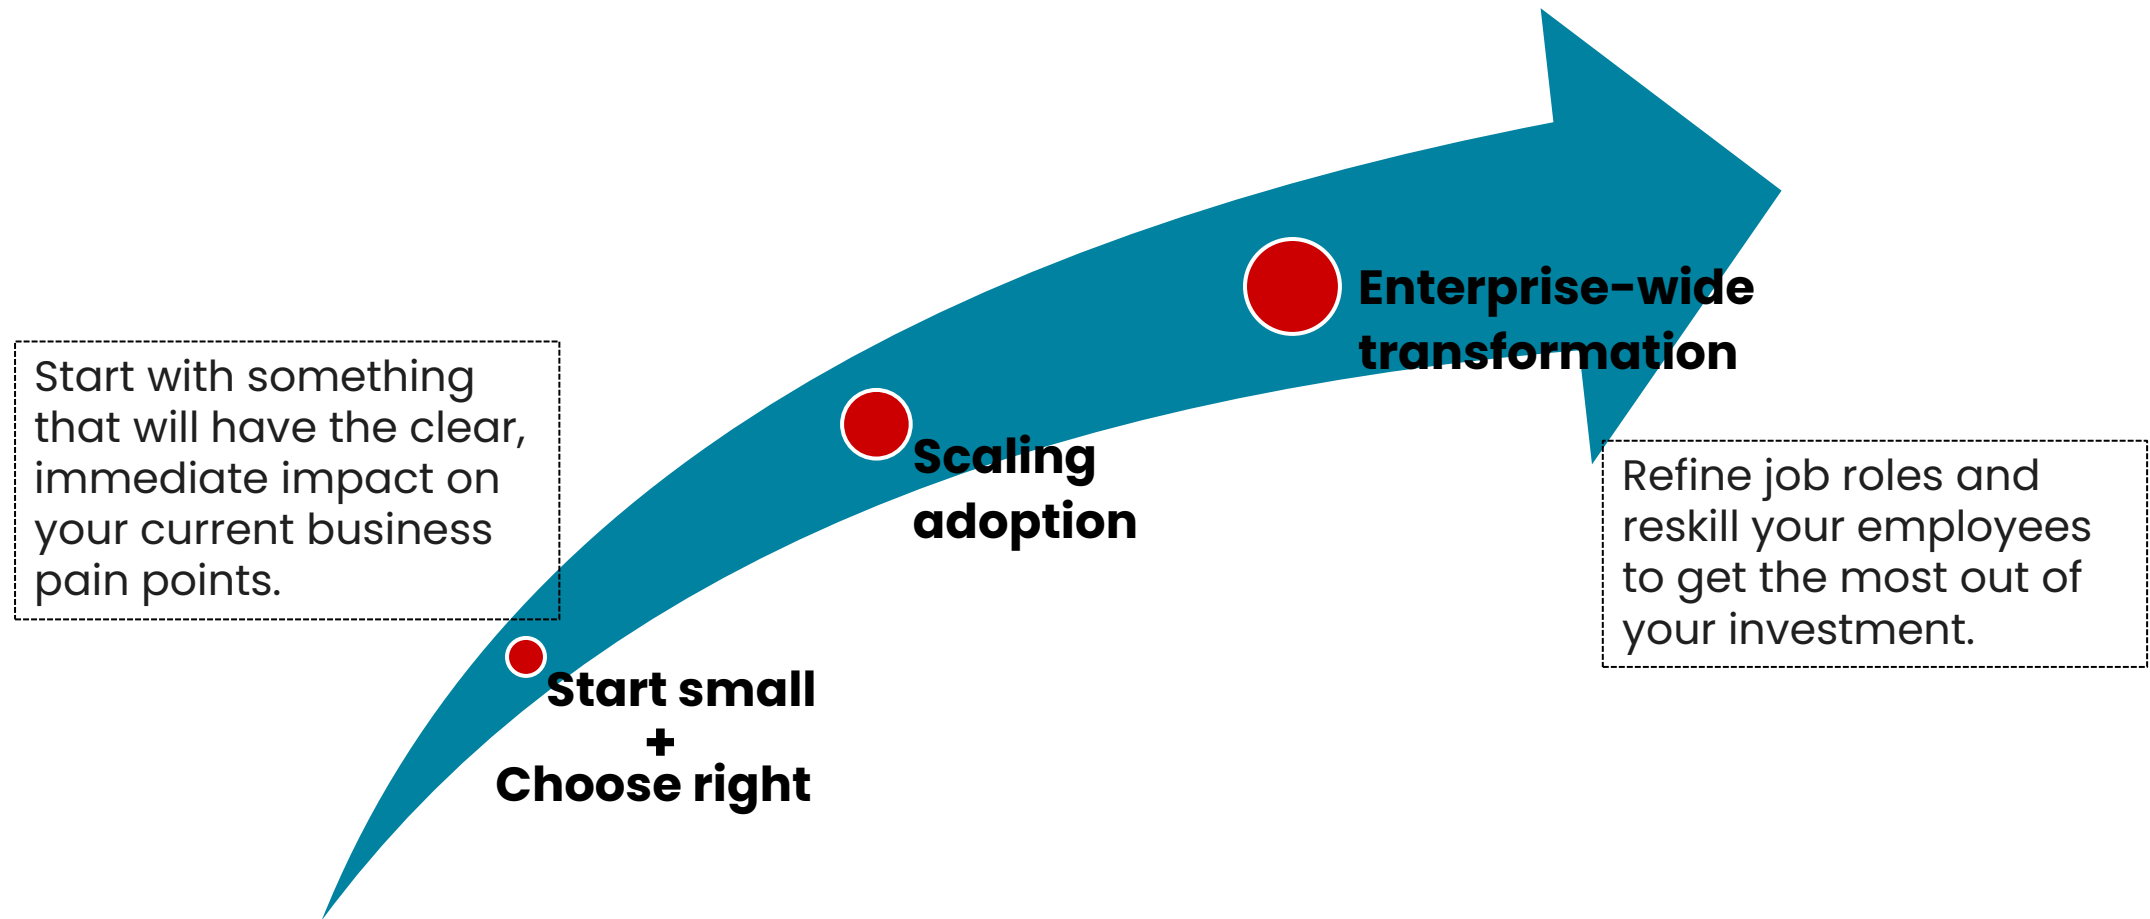 Start with something
that will have the clear,
immediate impact on
your current business
pain points.
Start small
+
Choose right
Scaling
adoption
Enterprise-wide
transformation
Refine job roles and
reskill your employees
to get the most out of
your investment.